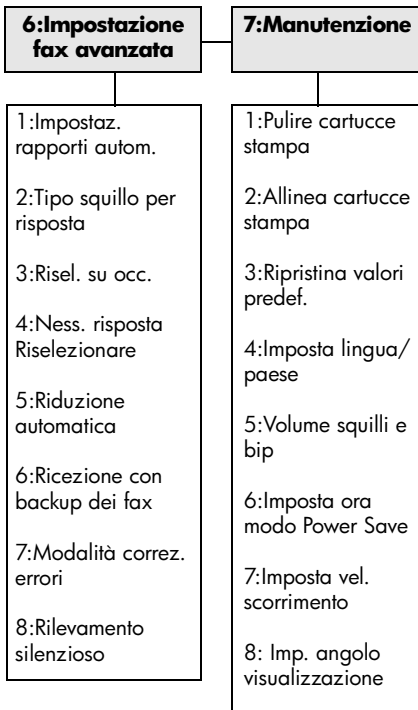 6:Impostazione
fax avanzata
1:Impostaz.
rapporti autom.
2:Tipo squillo per
risposta
3:Risel. su occ.
4:Ness. risposta
Riselezionare
5:Riduzione
automatica
6:Ricezione con
backup dei fax
7:Modalità correz.
errori
8:Rilevamento
silenzioso
7:Manutenzione
1:Pulire cartucce
stampa
2:Allinea cartucce
stampa
3:Ripristina valori
predef.
4:Imposta lingua/
paese
5:Volume squilli e
bip
6:Imposta ora
modo Power Save
7:Imposta vel.
scorrimento
8: Imp. angolo
visualizzazione